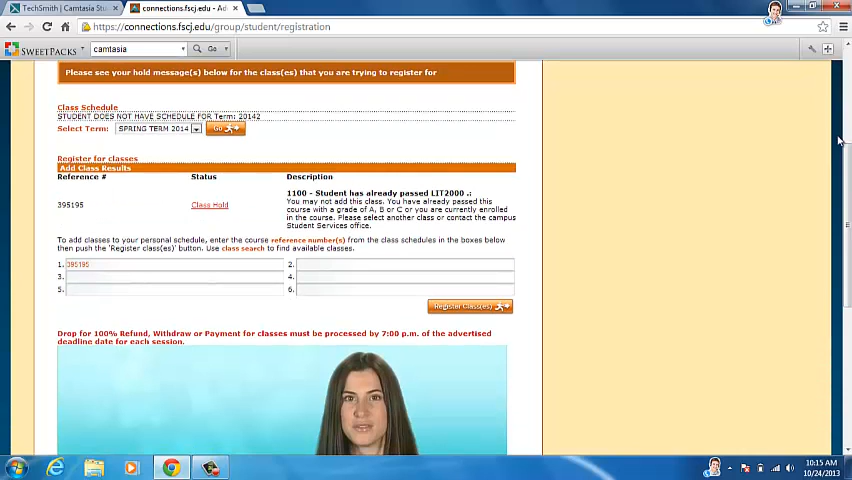 TechSmith | Camtasia Stud
connections.fscj.edu - Ad
https://connections.fscj.edu/group/student/registration
SWEETPACKS camtasia Go
Please see your hold message(s) below for the class(es) that you are trying to register for
Class Schedule
STUDENT DOES NOT HAVE SCHEDULE FOR Term: 20142
Select Term: SPRING TERM 2014 Go
Register for classes
Add Class Results
Reference # Status Description
395195 Class Hold
1100 - Student has already passed LIT2000 .:
You may not add this class. You have already passed this
course with a grade of A, B or C or you are currently enrolled
in the course. Please select another class or contact the campus
Student Services office.
To add classes to your personal schedule, enter the course reference number(s) from the class schedules in the boxes below
then push the 'Register class(es)' button. Use class search to find available classes.
1. 395195 2.
3. 4.
5. 6.
Register Class(es)
Drop for 100% Refund, Withdraw or Payment for classes must be processed by 7:00 p.m. of the advertised
deadline date for each session.
10:15 AM
10/24/2013